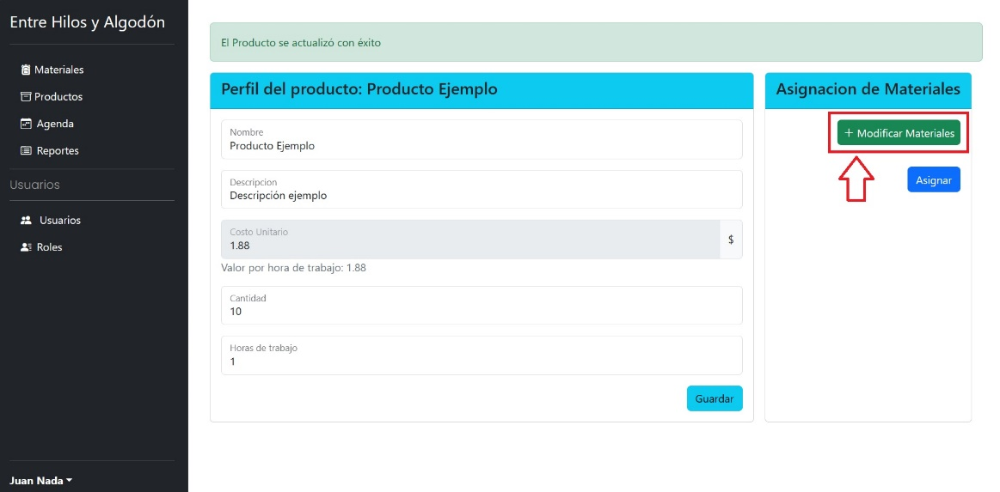 Entre Hilos y Algodón
Materiales
Productos
Agenda
Reportes
Usuarios
Usuarios
Roles
Juan Nada
El Producto se actualizó con éxito
Perfil del producto: Producto Ejemplo
Nombre
Producto Ejemplo
Descripcion
Descripción ejemplo
Costo Unitario
1.88
$
Valor por hora de trabajo: 1.88
Cantidad
10
Horas de trabajo
1
Guardar
Asignacion de Materiales
+ Modificar Materiales
Asignar